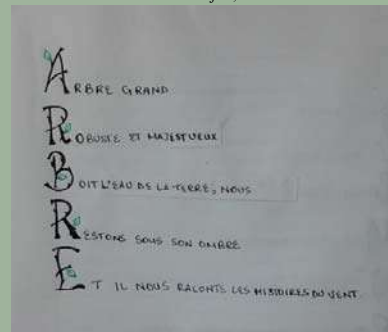 ARBRE GRAND
ROBUSTE ET MAJESTUEUX
BOIT L'EAU DE LA TERRE, NOUS
RESTONS SOUS SON OMBRE
ET IL NOUS RACONTE LES HISTOIRES DU VENT.